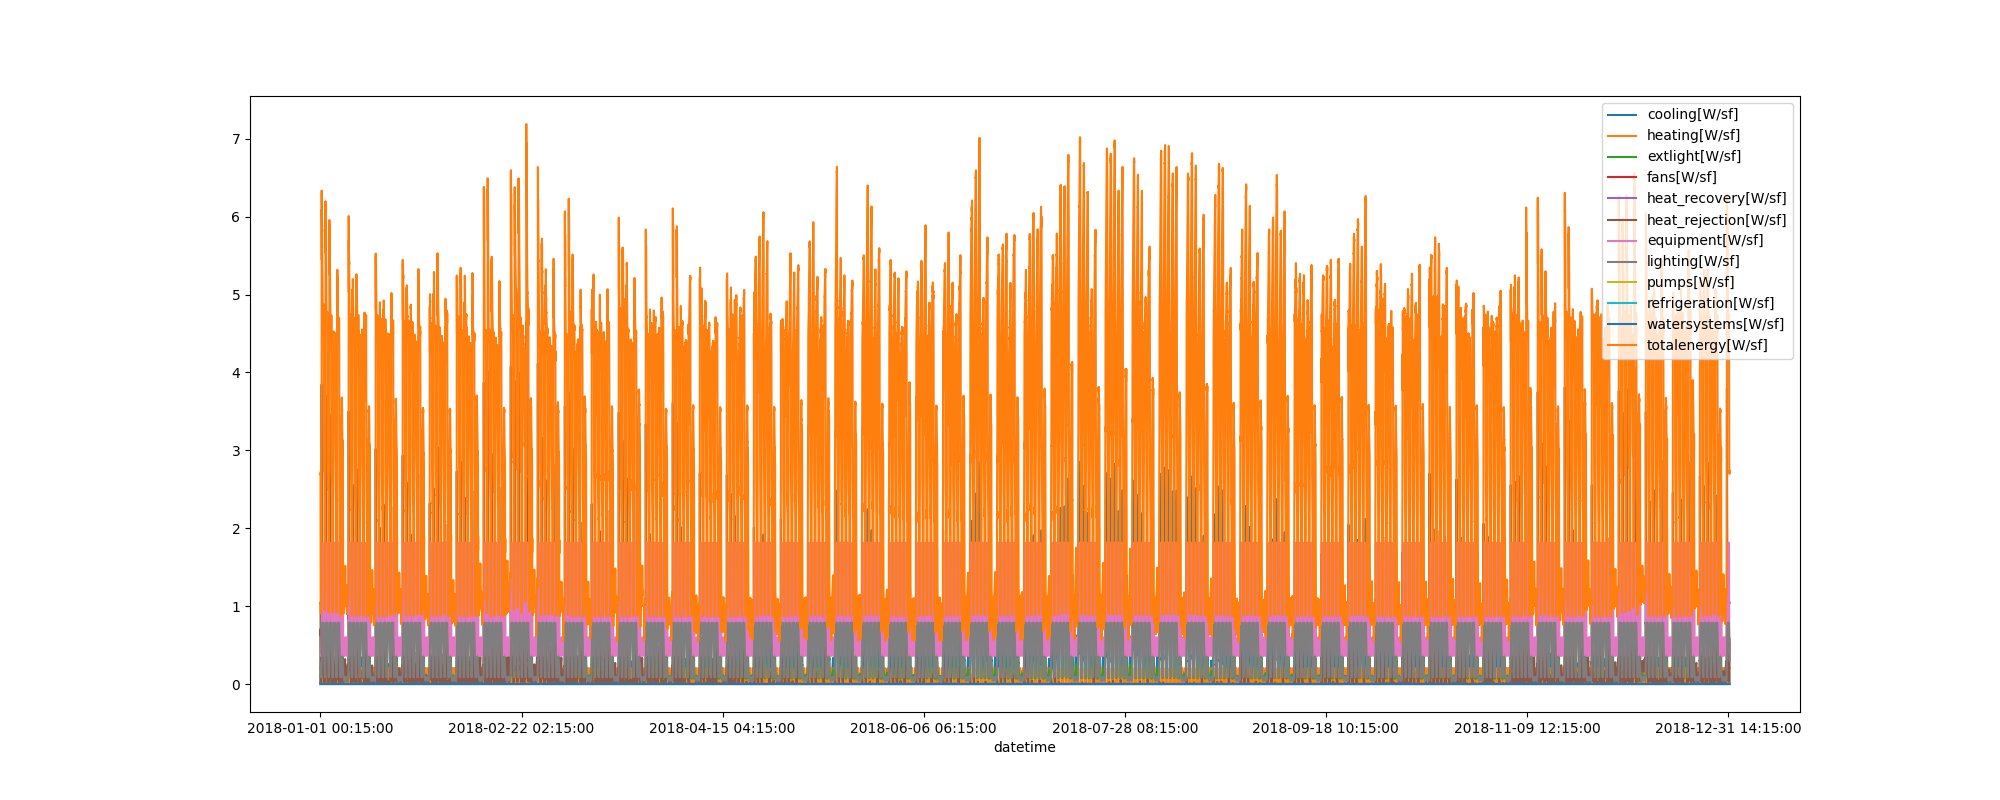 7
6
5
4
3
2
1
0
cooling[W/sf]
heating[W/sf]
extlight[W/sf]
fans[W/sf]
heat_recovery[W/sf]
heat_rejection[W/sf]
equipment[W/sf]
lighting[W/sf]
pumps[W/sf]
refrigeration[W/sf]
watersystems[W/sf]
totalenergy[W/sf]
2018-01-01 00:15:00 2018-02-22 02:15:00 2018-04-15 04:15:00 2018-06-06 06:15:00 2018-07-28 08:15:00 2018-09-18 10:15:00 2018-11-09 12:15:00 2018-12-31 14:15:00
datetime